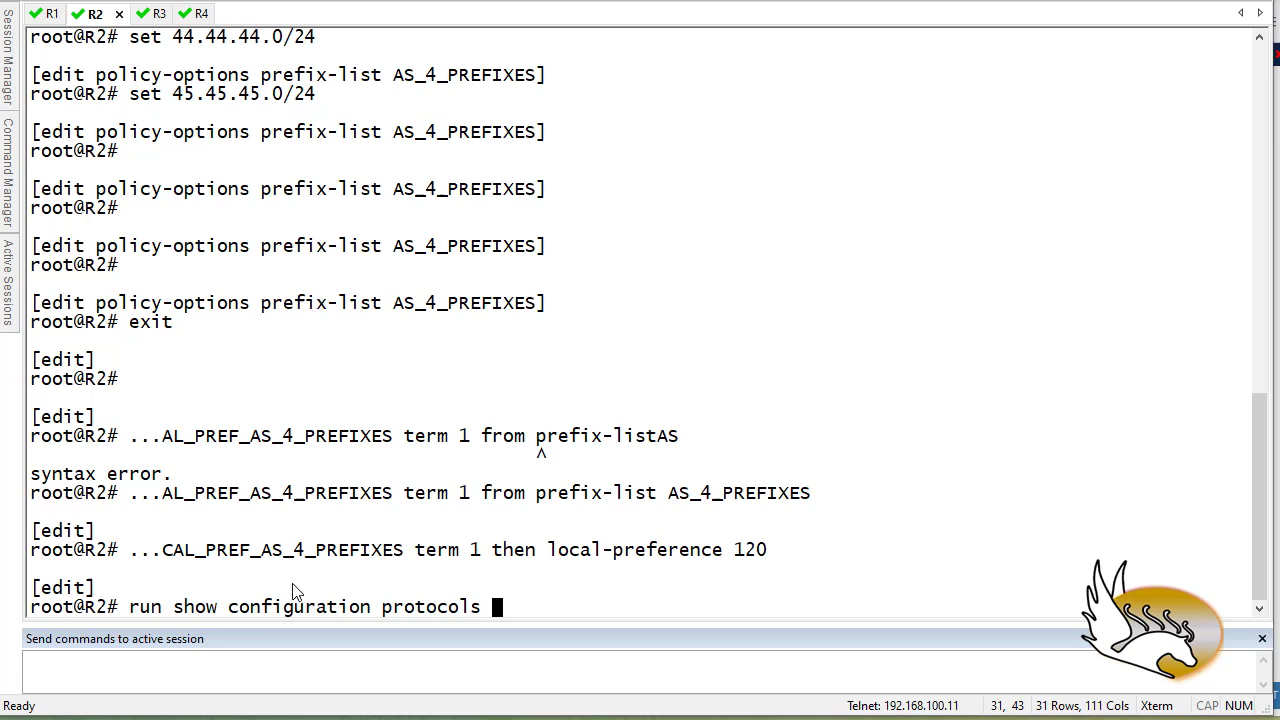 R1
R2
R3
R4
Session Manager
Command Manager
Active Sessions
root@R2# set 44.44.44.0/24
[edit policy-options prefix-list AS_4_PREFIXES]
root@R2# set 45.45.45.0/24
[edit policy-options prefix-list AS_4_PREFIXES]
root@R2#
[edit policy-options prefix-list AS_4_PREFIXES]
root@R2#
[edit policy-options prefix-list AS_4_PREFIXES]
root@R2#
[edit policy-options prefix-list AS_4_PREFIXES]
root@R2# exit
[edit]
root@R2#
[edit]
root@R2# ...AL_PREF_AS_4_PREFIXES term 1 from prefix-listAS
^
syntax error.
root@R2# ...AL_PREF_AS_4_PREFIXES term 1 from prefix-list AS_4_PREFIXES
[edit]
root@R2# ...CAL_PREF_AS_4_PREFIXES term 1 then local-preference 120
[edit]
root@R2# run show configuration protocols
Send commands to active session
Ready
Telnet: 192.168.100.11
31, 43
31 Rows, 111 Cols
Xterm
CAP
NUM